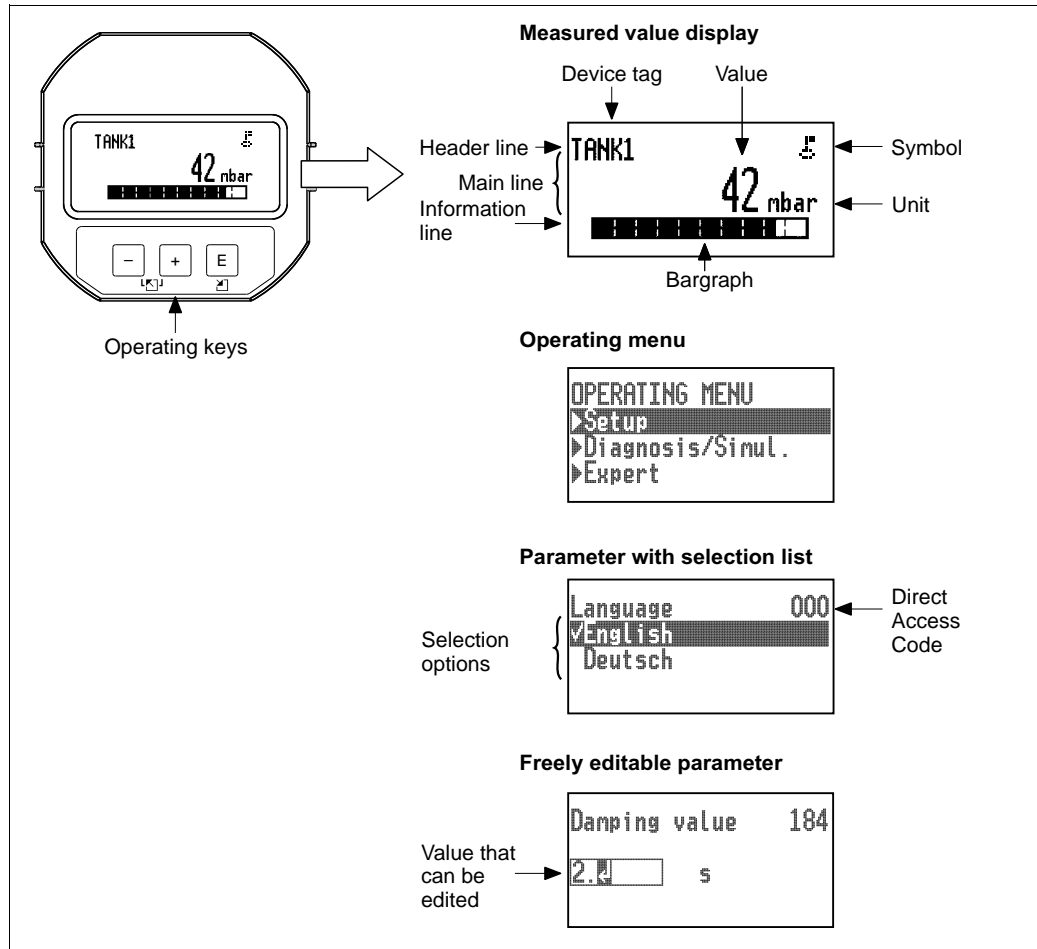 Measured value display
Device tag
Value
TANK1
42 mbar
- + E
Operating keys
Header line
Main line
Information
line
TANK1
42 mbar
Symbol
Unit
Bargraph
Operating menu
OPERATING MENU
Setup
Diagnosis/Simul.
Expert
Parameter with selection list
Language 000
English
Deutsch
Selection
options
Direct
Access
Code
Freely editable parameter
Damping value 184
2. s
Value that
can be
edited